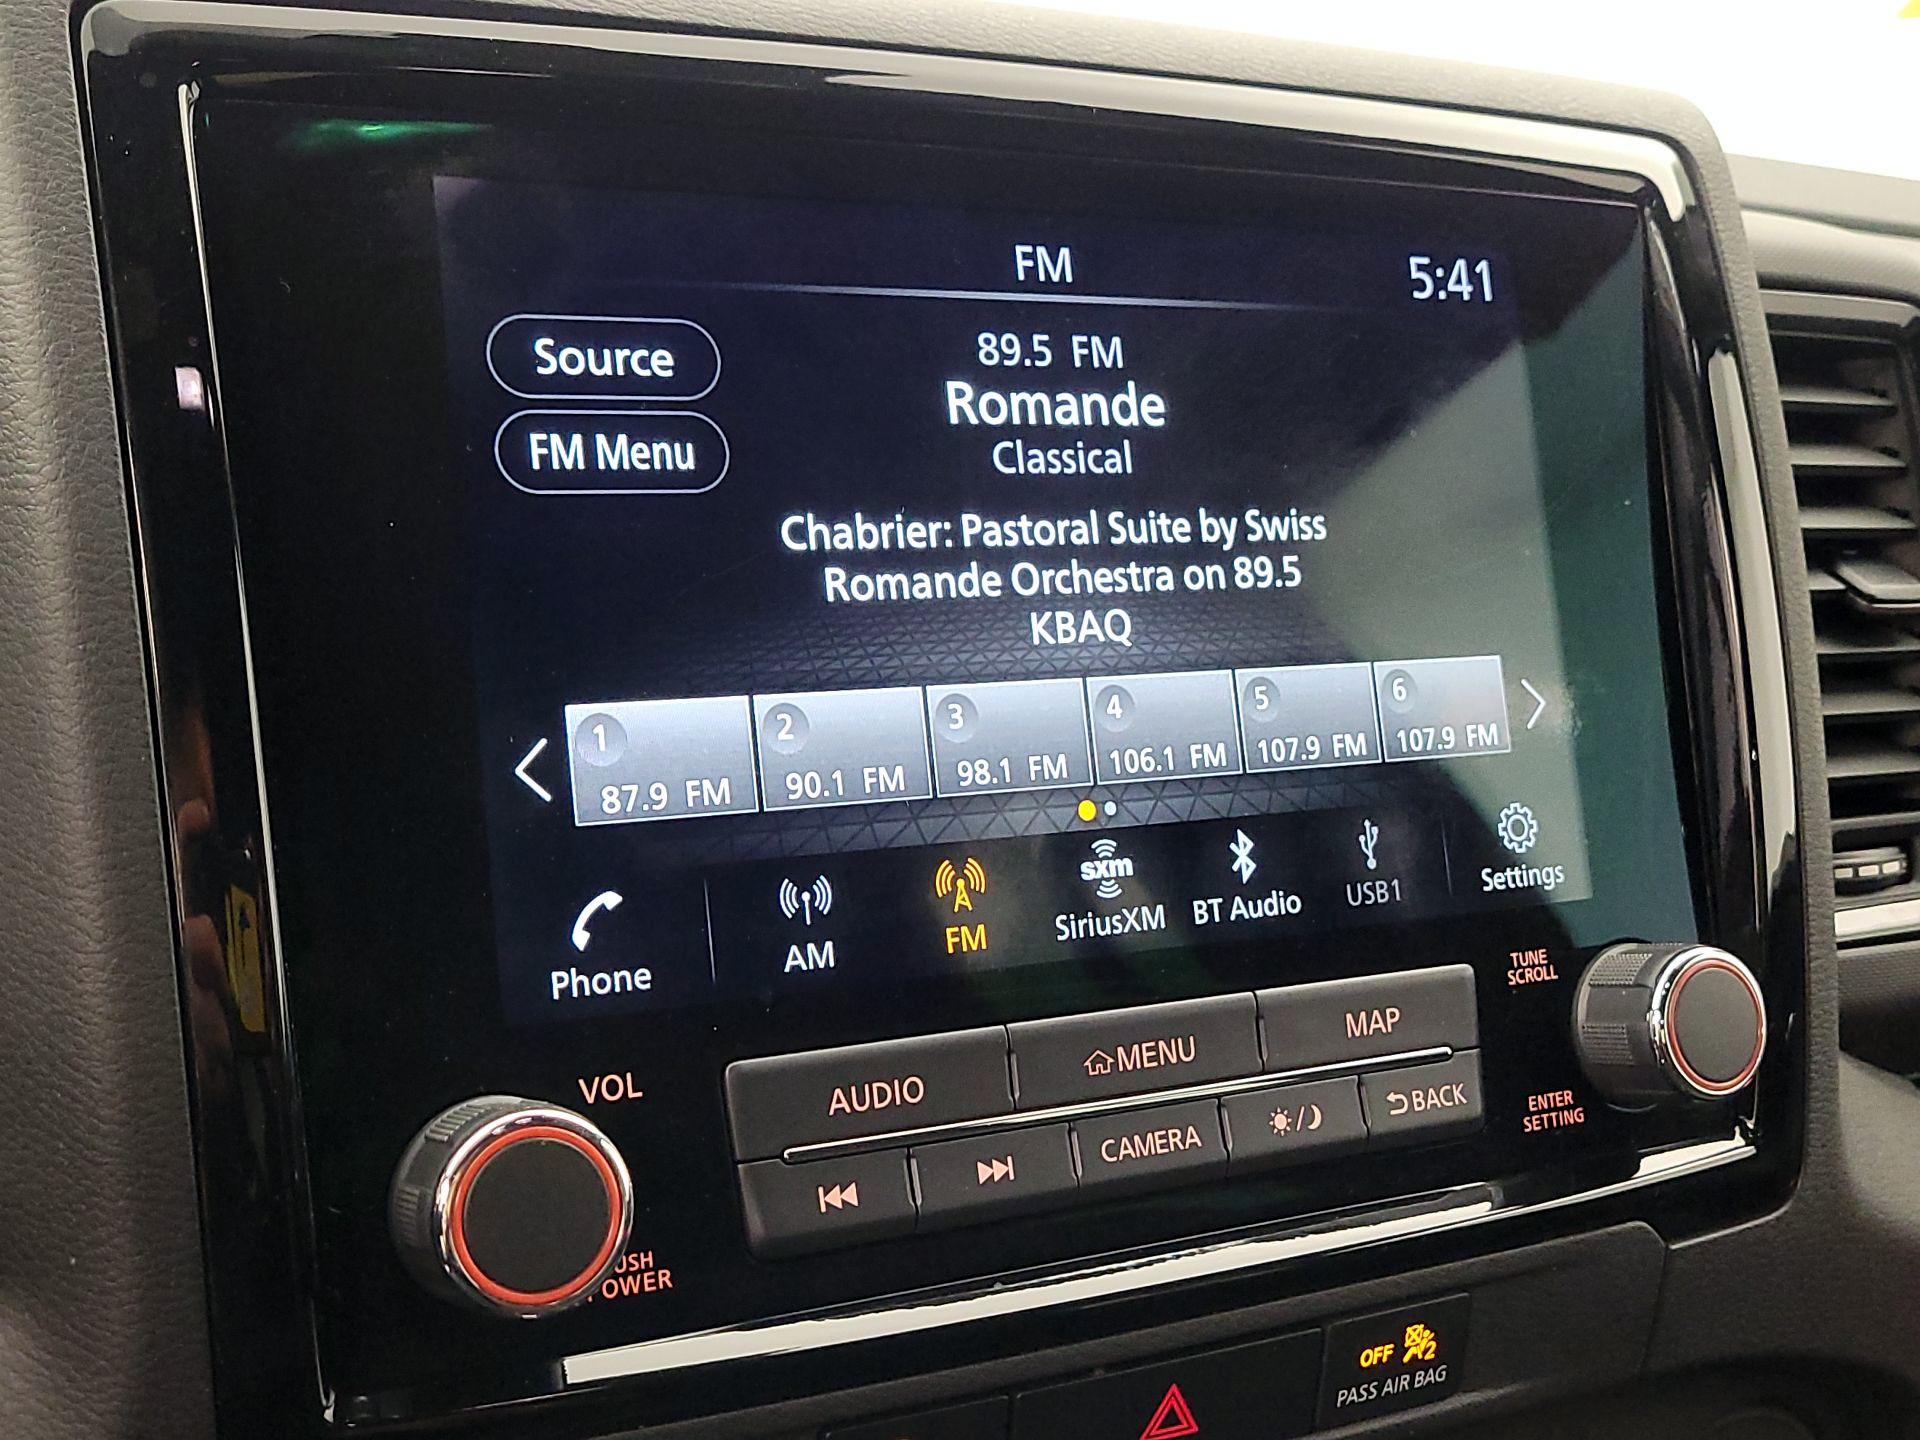 FM
5:41
Source
89.5 FM
Romande
FM Menu
Classical
Chabrier: Pastoral Suite by Swiss
Romande Orchestra on 89.5
KBAQ
1
2
3
4
5
6
87.9 FM
90.1 FM
98.1 FM
106.1 FM
107.9 FM
107.9 FM
Phone
AM
FM
sxm
SiriusXM
BT Audio
USB1
Settings
TUNE
SCROLL
VOL
AUDIO
MENU
MAP
CAMERA
BACK
ENTER
SETTING
USH
OWER
OFF
2
PASS AIR BAG